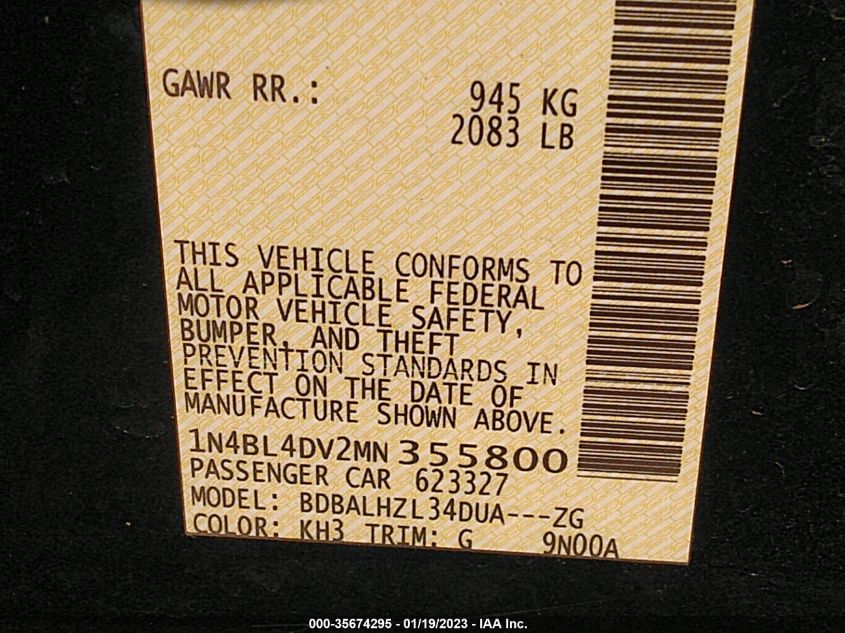 GAWR RR.: 945 KG
2083 LB
THIS VEHICLE CONFORMS TO
ALL APPLICABLE FEDERAL
MOTOR VEHICLE SAFETY,
BUMPER, AND THEFT
PREVENTION STANDARDS IN
EFFECT ON THE DATE OF
MANUFACTURE SHOWN ABOVE.
1N4BL4DV2MN355800
PASSENGER CAR 623327
MODEL: BDBALHZL34DUA---ZG
COLOR: KH3 TRIM: G 9N00A
000-35674295 - 01/19/2023 - IAA Inc.